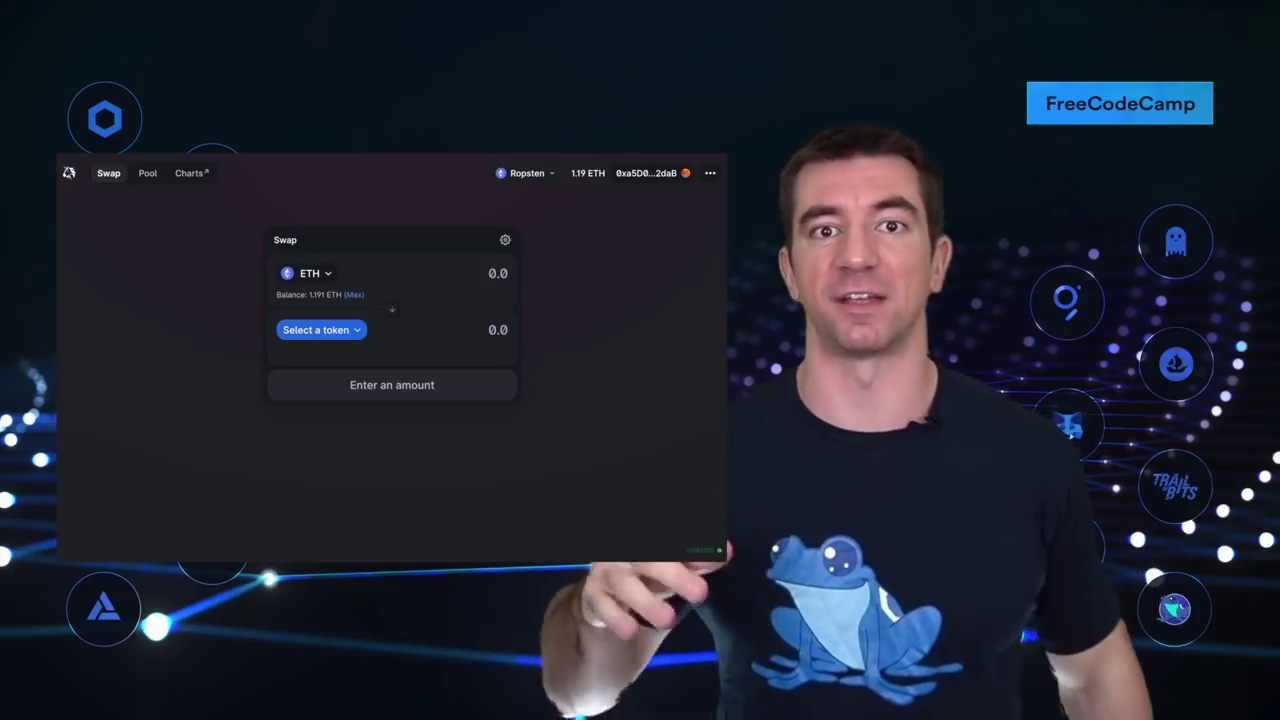 FreeCodeCamp
Swap Pool Charts↗ Ropsten 1.19 ETH 0xa5D0...2daB
Swap
ETH 0.0
Balance: 1.191 ETH (Max)
Select a token 0.0
Enter an amount
TRAIL
OF BITS